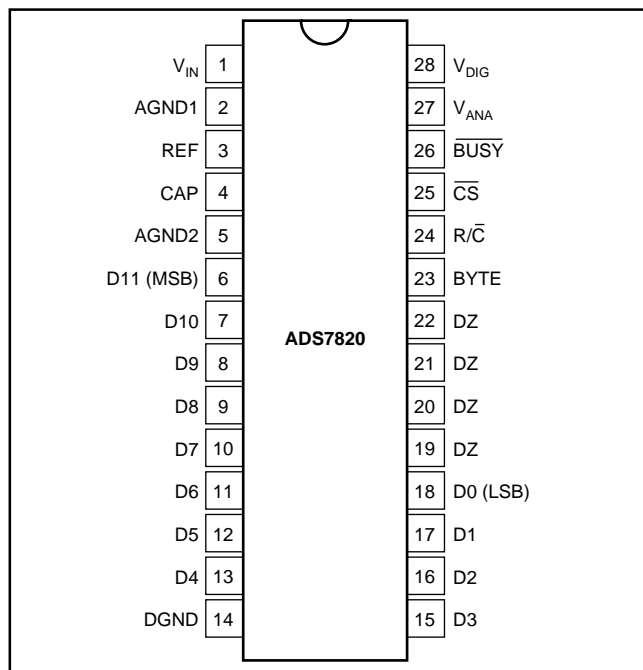 V_IN 1 28 V_DIG
AGND1 2 27 V_ANA
REF 3 26 B̅U̅S̅Y̅
CAP 4 25 C̅S̅
AGND2 5 24 R/C̅
D11 (MSB) 6 23 BYTE
D10 7 22 DZ
ADS7820
D9 8 21 DZ
D8 9 20 DZ
D7 10 19 DZ
D6 11 18 D0 (LSB)
D5 12 17 D1
D4 13 16 D2
DGND 14 15 D3